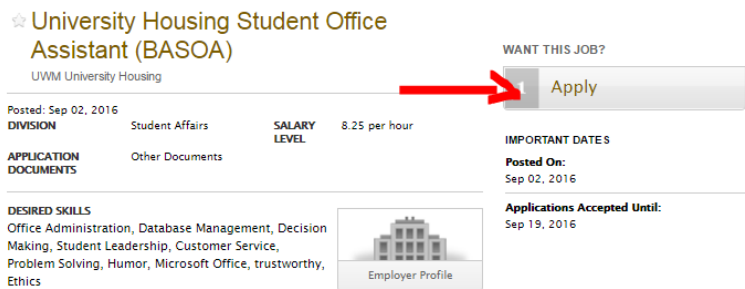 University Housing Student Office
Assistant (BASOA)
UWM University Housing
Posted: Sep 02, 2016
DIVISION Student Affairs SALARY LEVEL 8.25 per hour
APPLICATION DOCUMENTS Other Documents
DESIRED SKILLS
Office Administration, Database Management, Decision
Making, Student Leadership, Customer Service,
Problem Solving, Humor, Microsoft Office, trustworthy,
Ethics
Employer Profile
WANT THIS JOB?
1 Apply
IMPORTANT DATES
Posted On:
Sep 02, 2016
Applications Accepted Until:
Sep 19, 2016